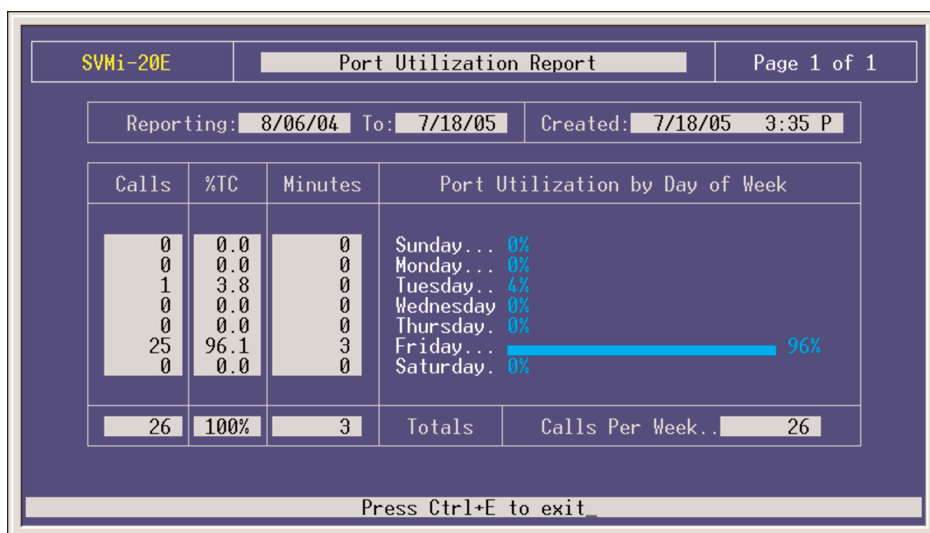 SVMi-20E Port Utilization Report Page 1 of 1
Reporting: 8/06/04 To: 7/18/05 Created: 7/18/05 3:35 P
Calls %TC Minutes Port Utilization by Day of Week
0 0.0 0 Sunday... 0%
0 0.0 0 Monday... 0%
1 3.8 0 Tuesday.. 4%
0 0.0 0 Wednesday 0%
0 0.0 0 Thursday. 0%
25 96.1 3 Friday... 96%
0 0.0 0 Saturday. 0%
26 100% 3 Totals Calls Per Week.. 26
Press Ctrl+E to exit_